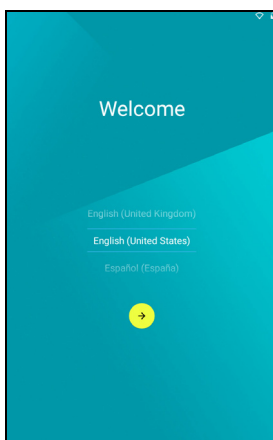 Welcome
English (United Kingdom)
English (United States)
Español (España)